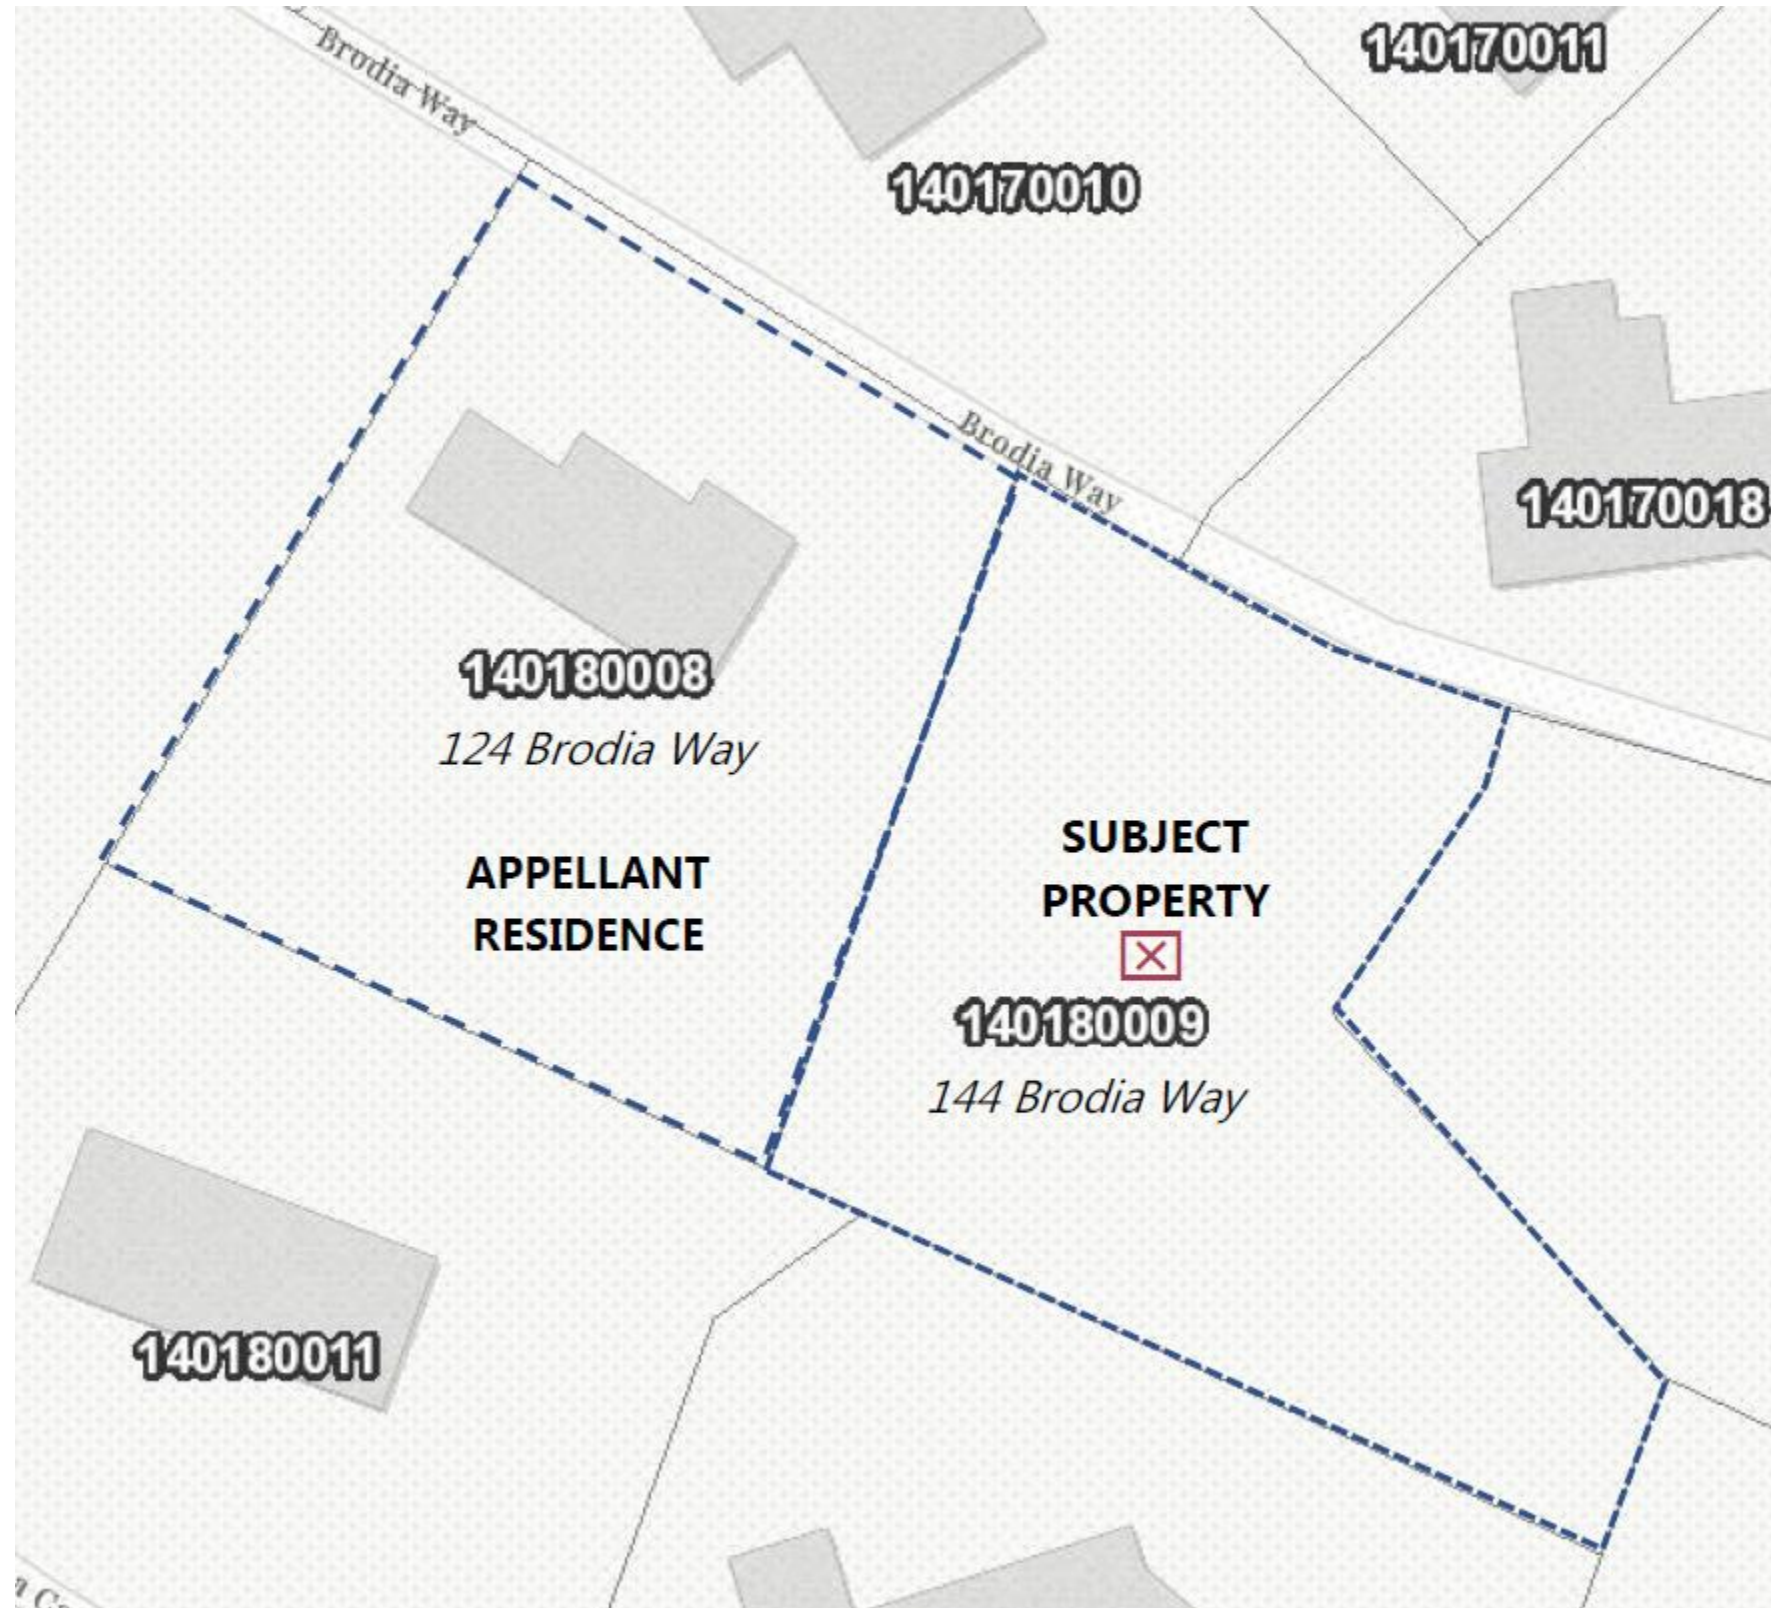 Brodia Way
140170011
140170010
Brodia Way
140170018
140180008
124 Brodia Way
APPELLANT
RESIDENCE
SUBJECT
PROPERTY
140180009
144 Brodia Way
140180011